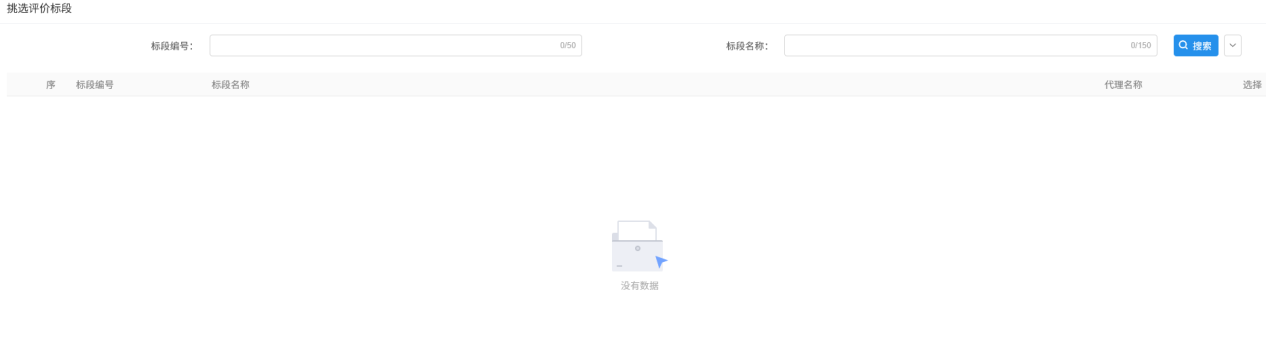 挑选评价标段
标段编号： 0/50 标段名称： 0/150 搜索
序 标段编号 标段名称 代理名称 选择
没有数据